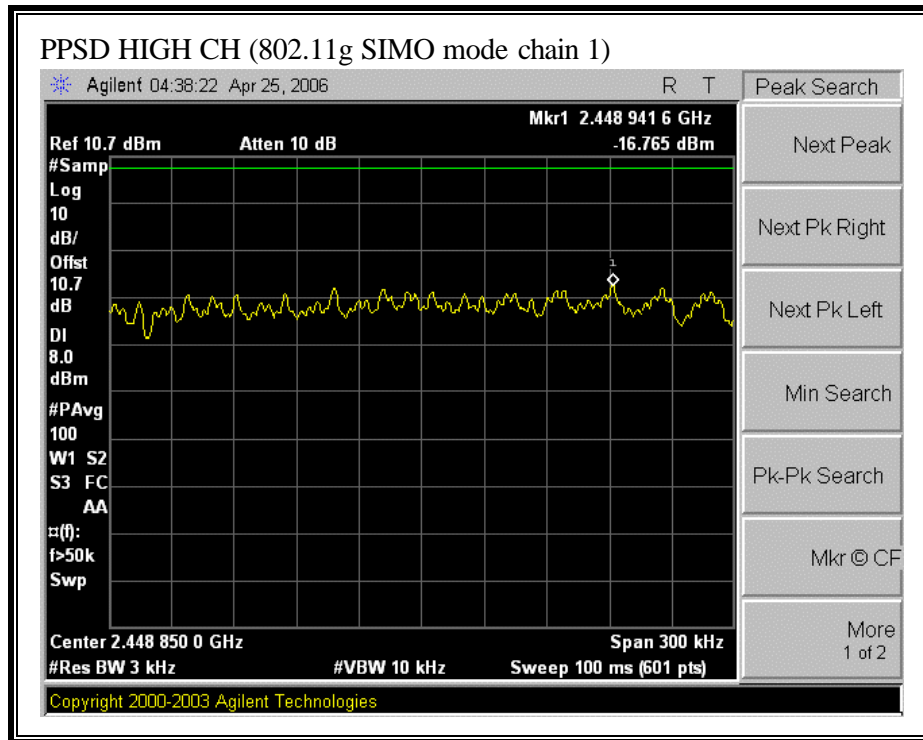 PPSD HIGH CH (802.11g SIMO mode chain 1)
Agilent 04:38:22 Apr 25, 2006 R T
Peak Search
Mkr1 2.448 941 6 GHz
Ref 10.7 dBm Atten 10 dB -16.765 dBm
#Samp
Log
10
dB/
Offst
10.7
dB
DI
8.0
dBm
#PAvg
100
W1 S2
S3 FC
AA
¤(f):
f>50k
Swp
1
Center 2.448 850 0 GHz Span 300 kHz
#Res BW 3 kHz #VBW 10 kHz Sweep 100 ms (601 pts)
Next Peak
Next Pk Right
Next Pk Left
Min Search
Pk-Pk Search
Mkr © CF
More
1 of 2
Copyright 2000-2003 Agilent Technologies